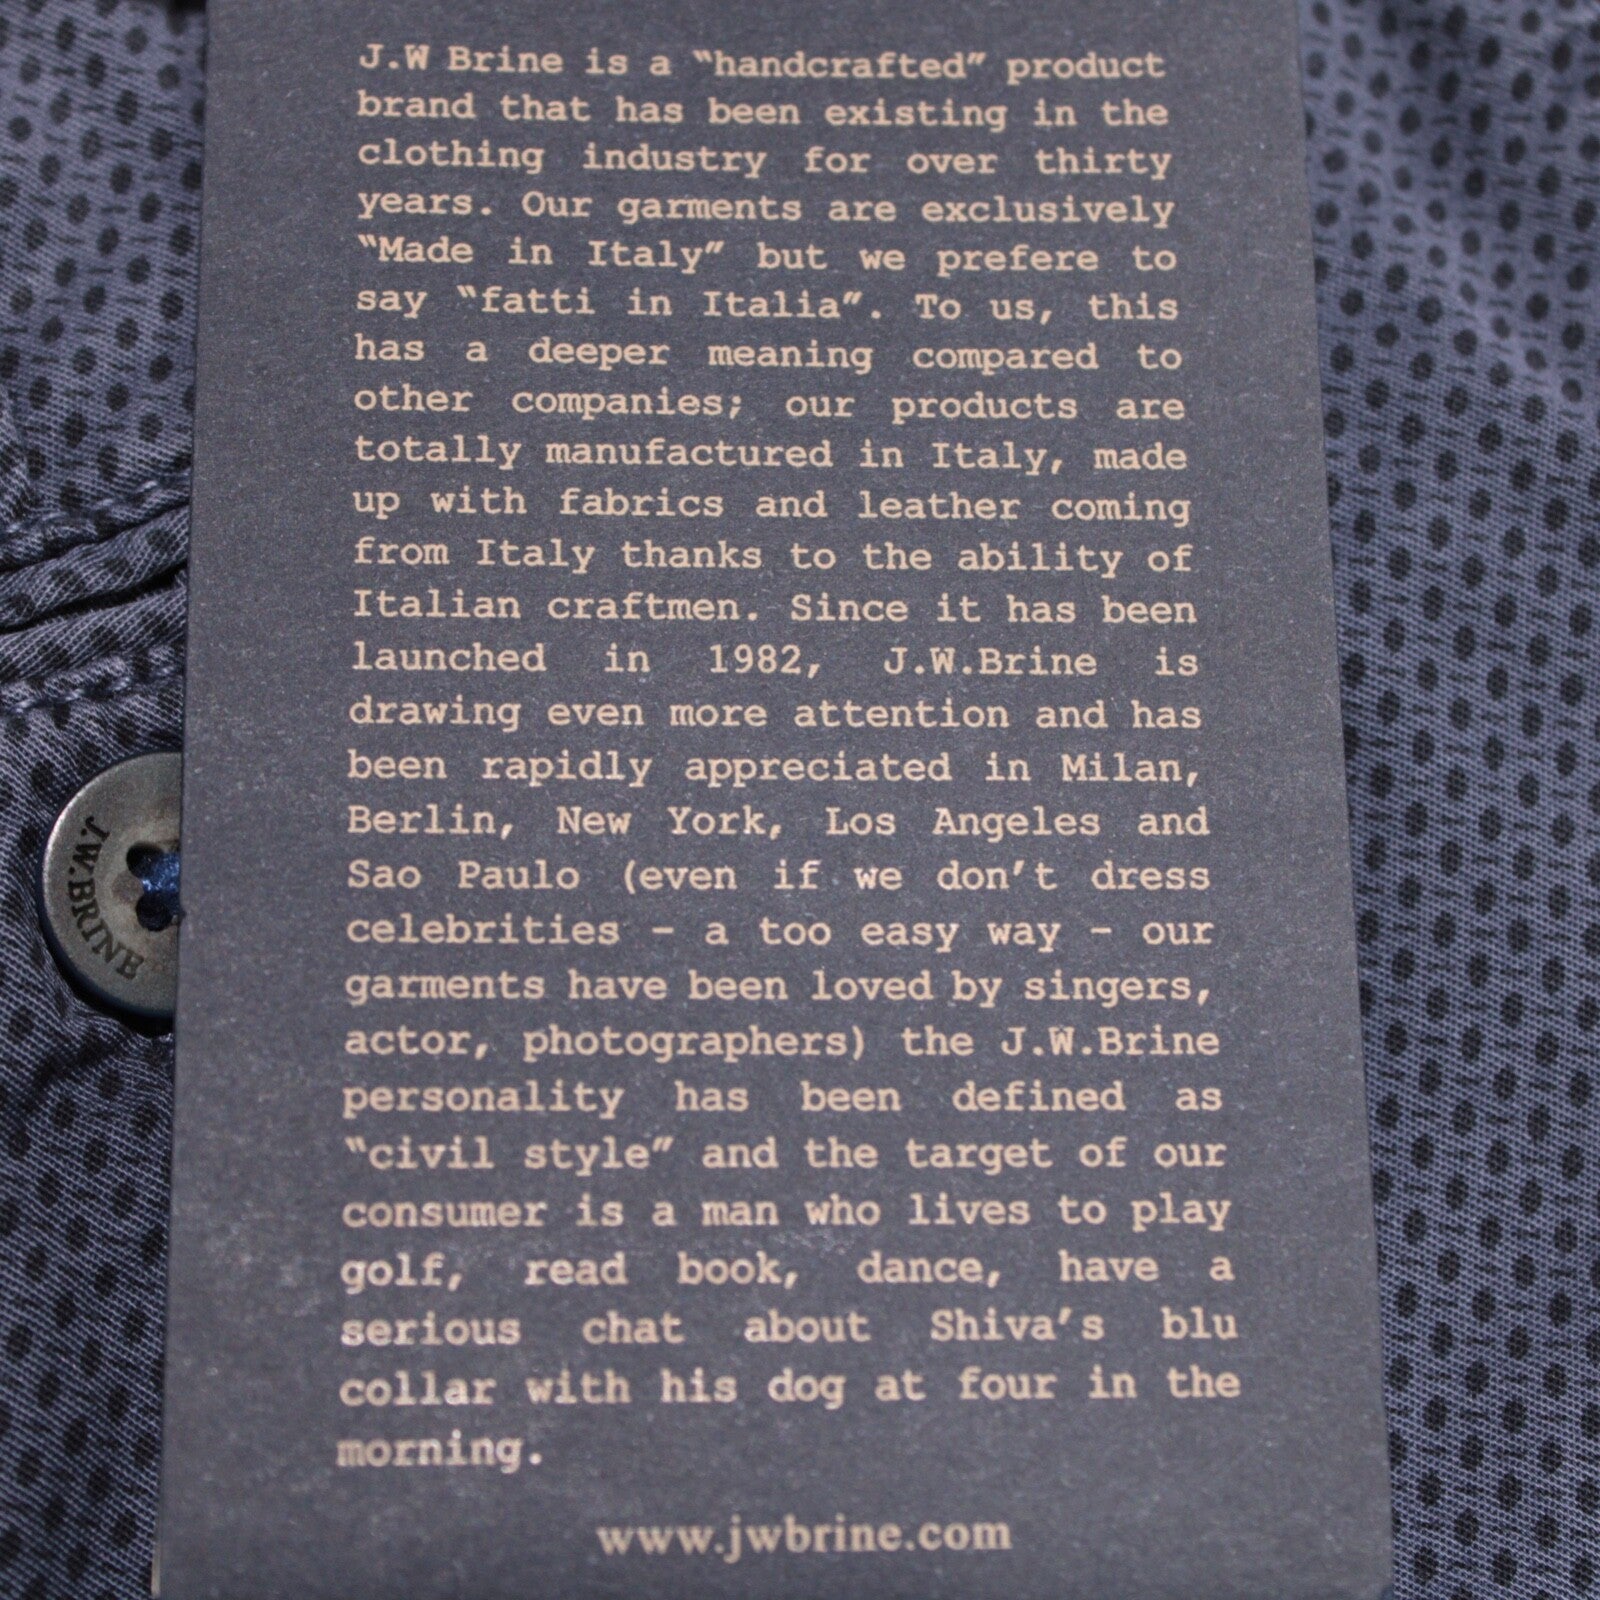 J.W Brine is a "handcrafted" product
brand that has been existing in the
clothing industry for over thirty
years. Our garments are exclusively
"Made in Italy" but we prefere to
say "fatti in Italia". To us, this
has a deeper meaning compared to
other companies; our products are
totally manufactured in Italy, made
up with fabrics and leather coming
from Italy thanks to the ability of
Italian craftmen. Since it has been
launched in 1982, J.W.Brine is
drawing even more attention and has
been rapidly appreciated in Milan,
Berlin, New York, Los Angeles and
Sao Paulo (even if we don't dress
celebrities - a too easy way - our
garments have been loved by singers,
actor, photographers) the J.W.Brine
personality has been defined as
"civil style" and the target of our
consumer is a man who lives to play
golf, read book, dance, have a
serious chat about Shiva's blu
collar with his dog at four in the
morning.
www.jwbrine.com
J.W.BRINE